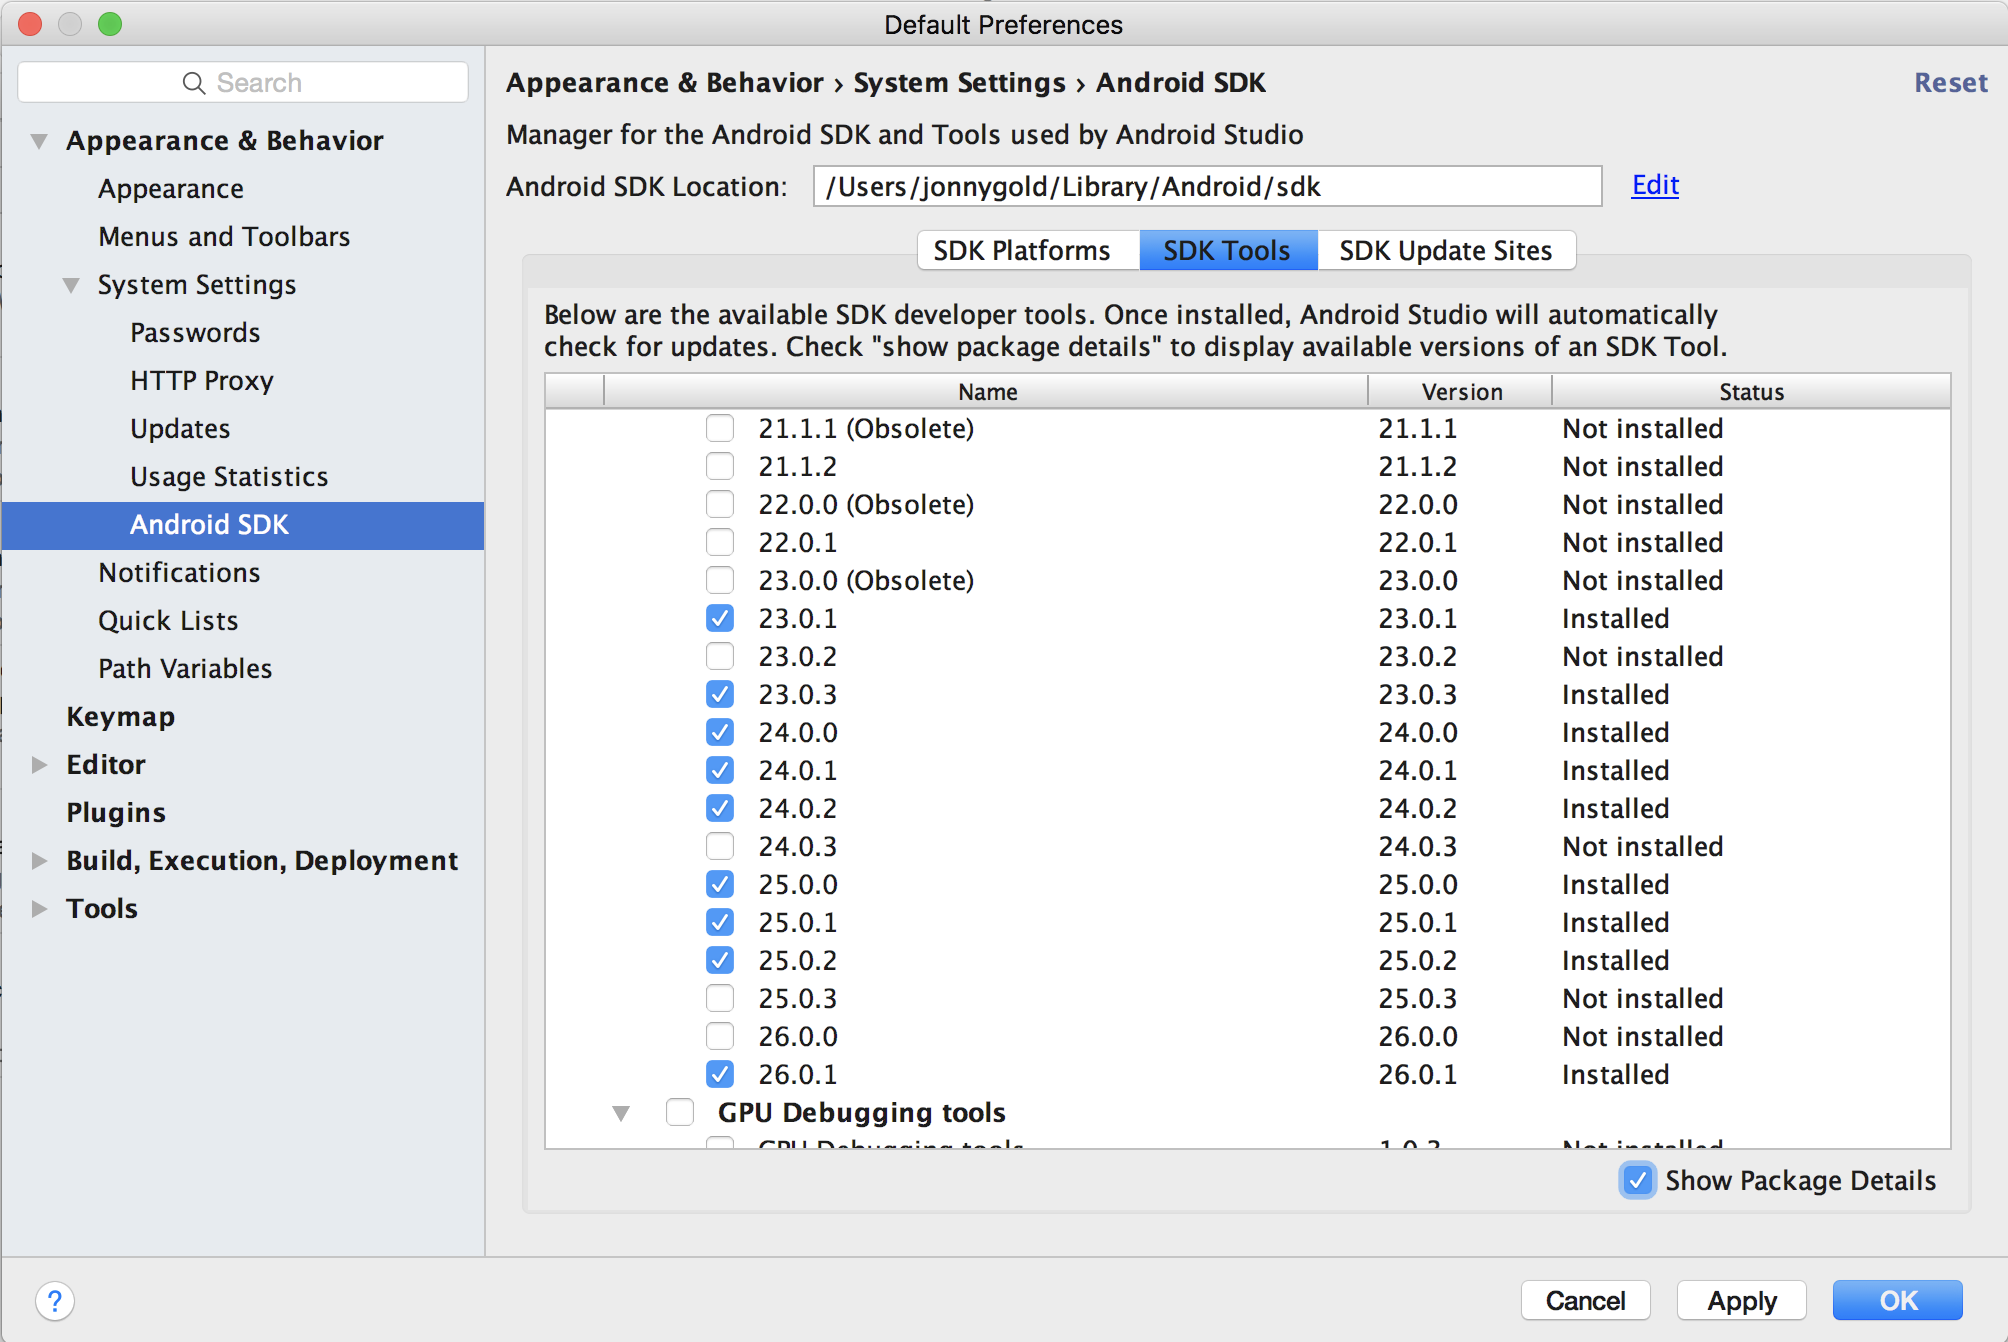 Default Preferences
Search
Appearance & Behavior
Appearance
Menus and Toolbars
System Settings
Passwords
HTTP Proxy
Updates
Usage Statistics
Android SDK
Notifications
Quick Lists
Path Variables
Keymap
Editor
Plugins
Build, Execution, Deployment
Tools
Appearance & Behavior › System Settings › Android SDK
Reset
Manager for the Android SDK and Tools used by Android Studio
Android SDK Location: /Users/jonnygold/Library/Android/sdk Edit
SDK Platforms SDK Tools SDK Update Sites
Below are the available SDK developer tools. Once installed, Android Studio will automatically
check for updates. Check "show package details" to display available versions of an SDK Tool.
Name Version Status
21.1.1 (Obsolete) 21.1.1 Not installed
21.1.2 21.1.2 Not installed
22.0.0 (Obsolete) 22.0.0 Not installed
22.0.1 22.0.1 Not installed
23.0.0 (Obsolete) 23.0.0 Not installed
23.0.1 23.0.1 Installed
23.0.2 23.0.2 Not installed
23.0.3 23.0.3 Installed
24.0.0 24.0.0 Installed
24.0.1 24.0.1 Installed
24.0.2 24.0.2 Installed
24.0.3 24.0.3 Not installed
25.0.0 25.0.0 Installed
25.0.1 25.0.1 Installed
25.0.2 25.0.2 Installed
25.0.3 25.0.3 Not installed
26.0.0 26.0.0 Not installed
26.0.1 26.0.1 Installed
GPU Debugging tools
GPU Debugging tools 1.0.3 Not installed
Show Package Details
?
Cancel Apply OK